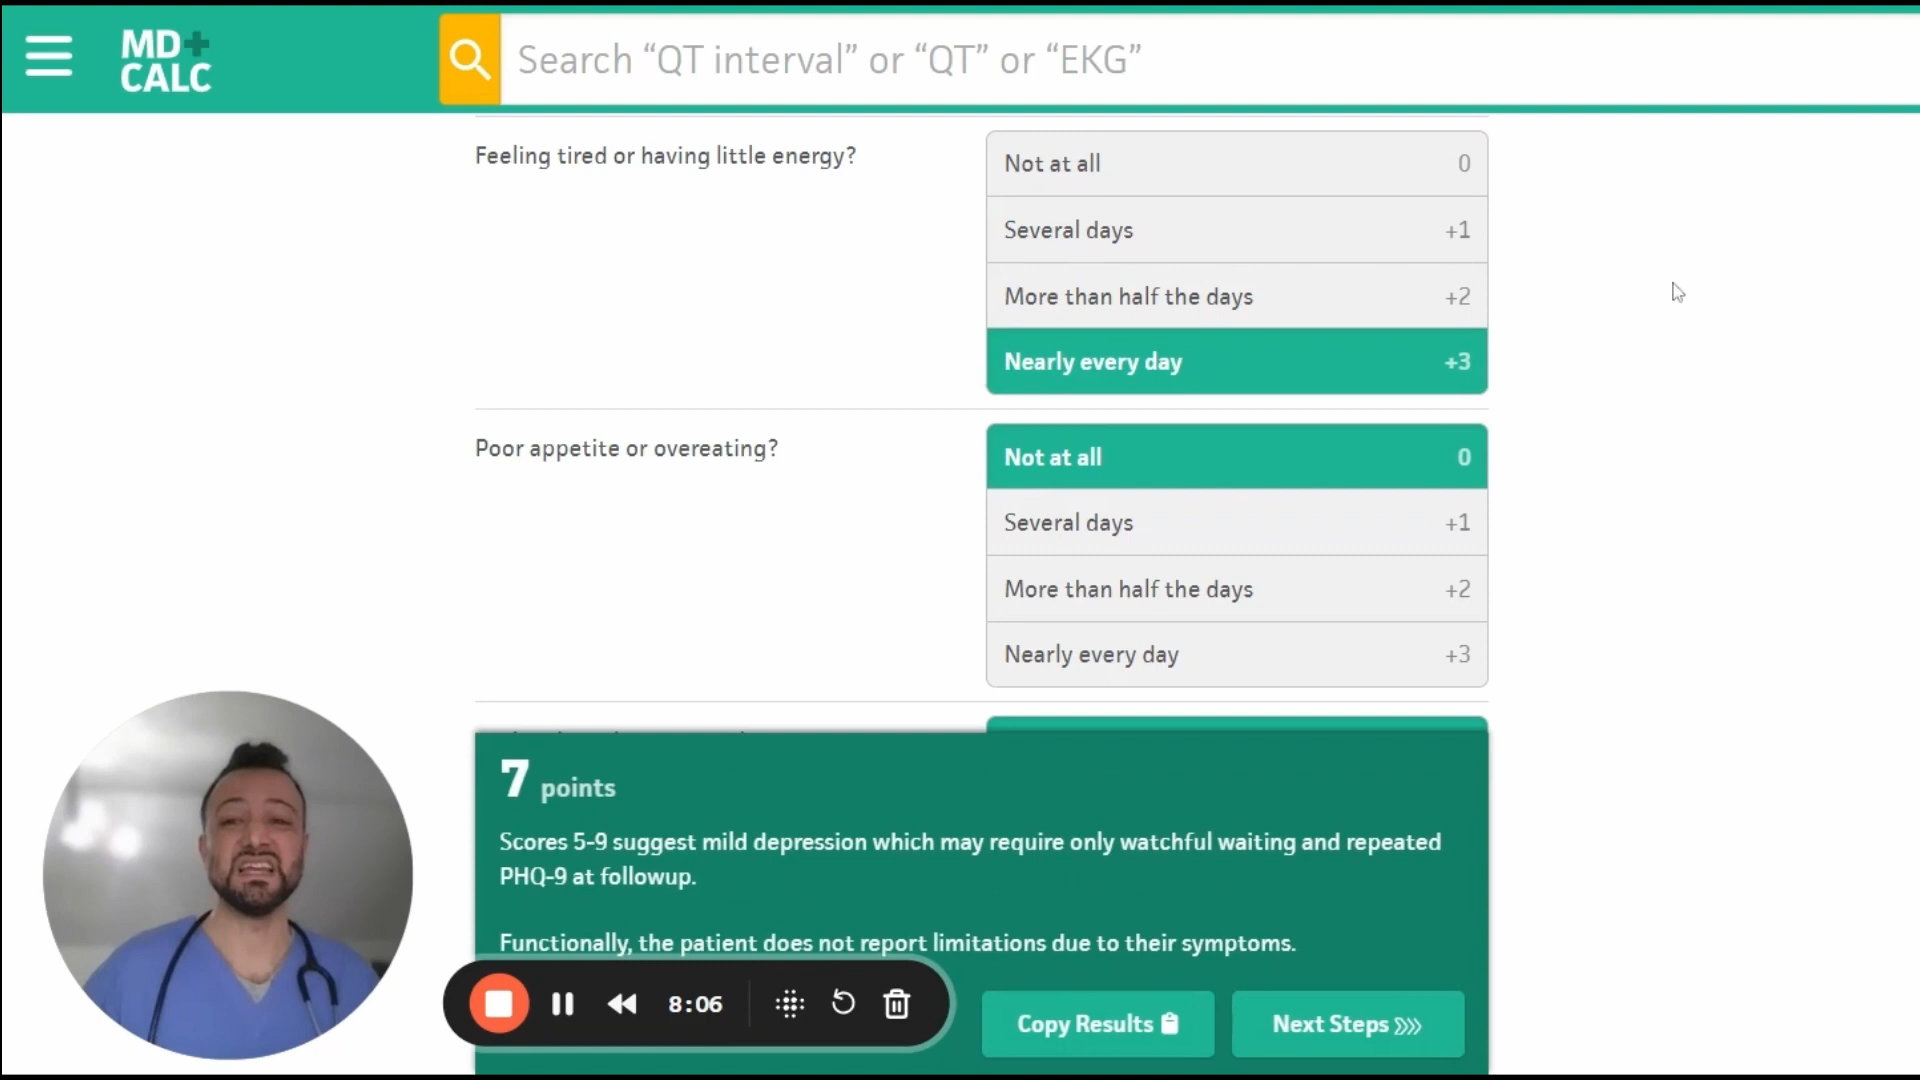 MD+
CALC
Search “QT interval” or “QT” or “EKG”
Feeling tired or having little energy?
Not at all 0
Several days +1
More than half the days +2
Nearly every day +3
Poor appetite or overeating?
Not at all 0
Several days +1
More than half the days +2
Nearly every day +3
7 points
Scores 5-9 suggest mild depression which may require only watchful waiting and repeated
PHQ-9 at followup.
Functionally, the patient does not report limitations due to their symptoms.
8:06
Copy Results
Next Steps